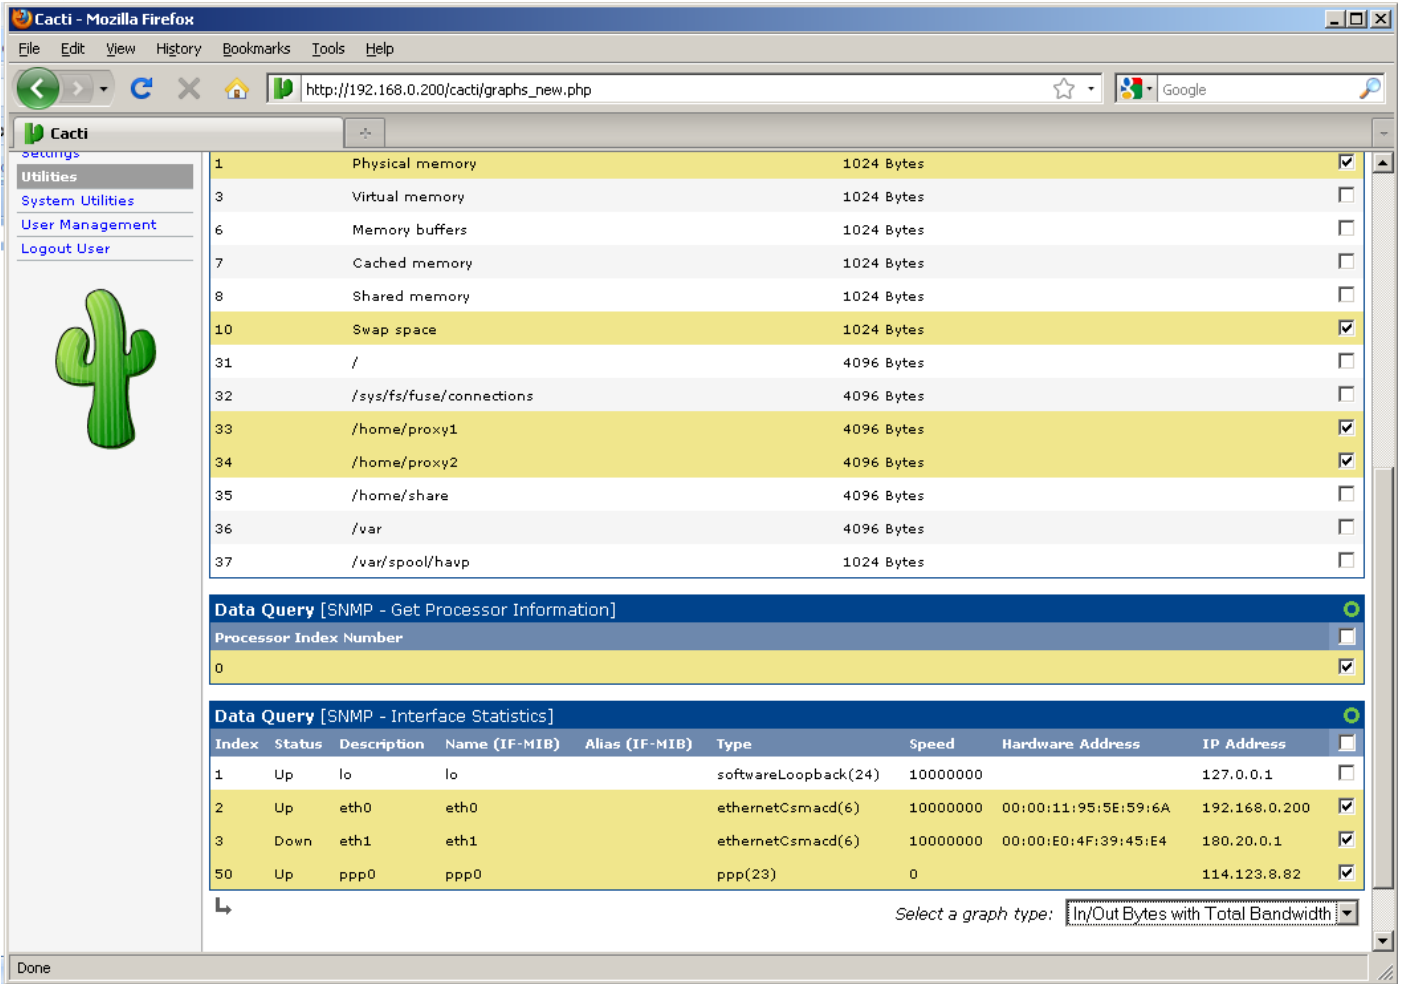 Cacti - Mozilla Firefox
File Edit View History Bookmarks Tools Help
http://192.168.0.200/cacti/graphs_new.php
Google
Cacti
Settings
Utilities
System Utilities
User Management
Logout User
1 Physical memory 1024 Bytes
3 Virtual memory 1024 Bytes
6 Memory buffers 1024 Bytes
7 Cached memory 1024 Bytes
8 Shared memory 1024 Bytes
10 Swap space 1024 Bytes
31 / 4096 Bytes
32 /sys/fs/fuse/connections 4096 Bytes
33 /home/proxy1 4096 Bytes
34 /home/proxy2 4096 Bytes
35 /home/share 4096 Bytes
36 /var 4096 Bytes
37 /var/spool/havp 1024 Bytes
Data Query [SNMP - Get Processor Information]
Processor Index Number
0
Data Query [SNMP - Interface Statistics]
Index Status Description Name (IF-MIB) Alias (IF-MIB) Type Speed Hardware Address IP Address
1 Up lo lo softwareLoopback(24) 10000000 127.0.0.1
2 Up eth0 eth0 ethernetCsmacd(6) 10000000 00:00:11:95:5E:59:6A 192.168.0.200
3 Down eth1 eth1 ethernetCsmacd(6) 10000000 00:00:E0:4F:39:45:E4 180.20.0.1
50 Up ppp0 ppp0 ppp(23) 0 114.123.8.82
Select a graph type: In/Out Bytes with Total Bandwidth
Done